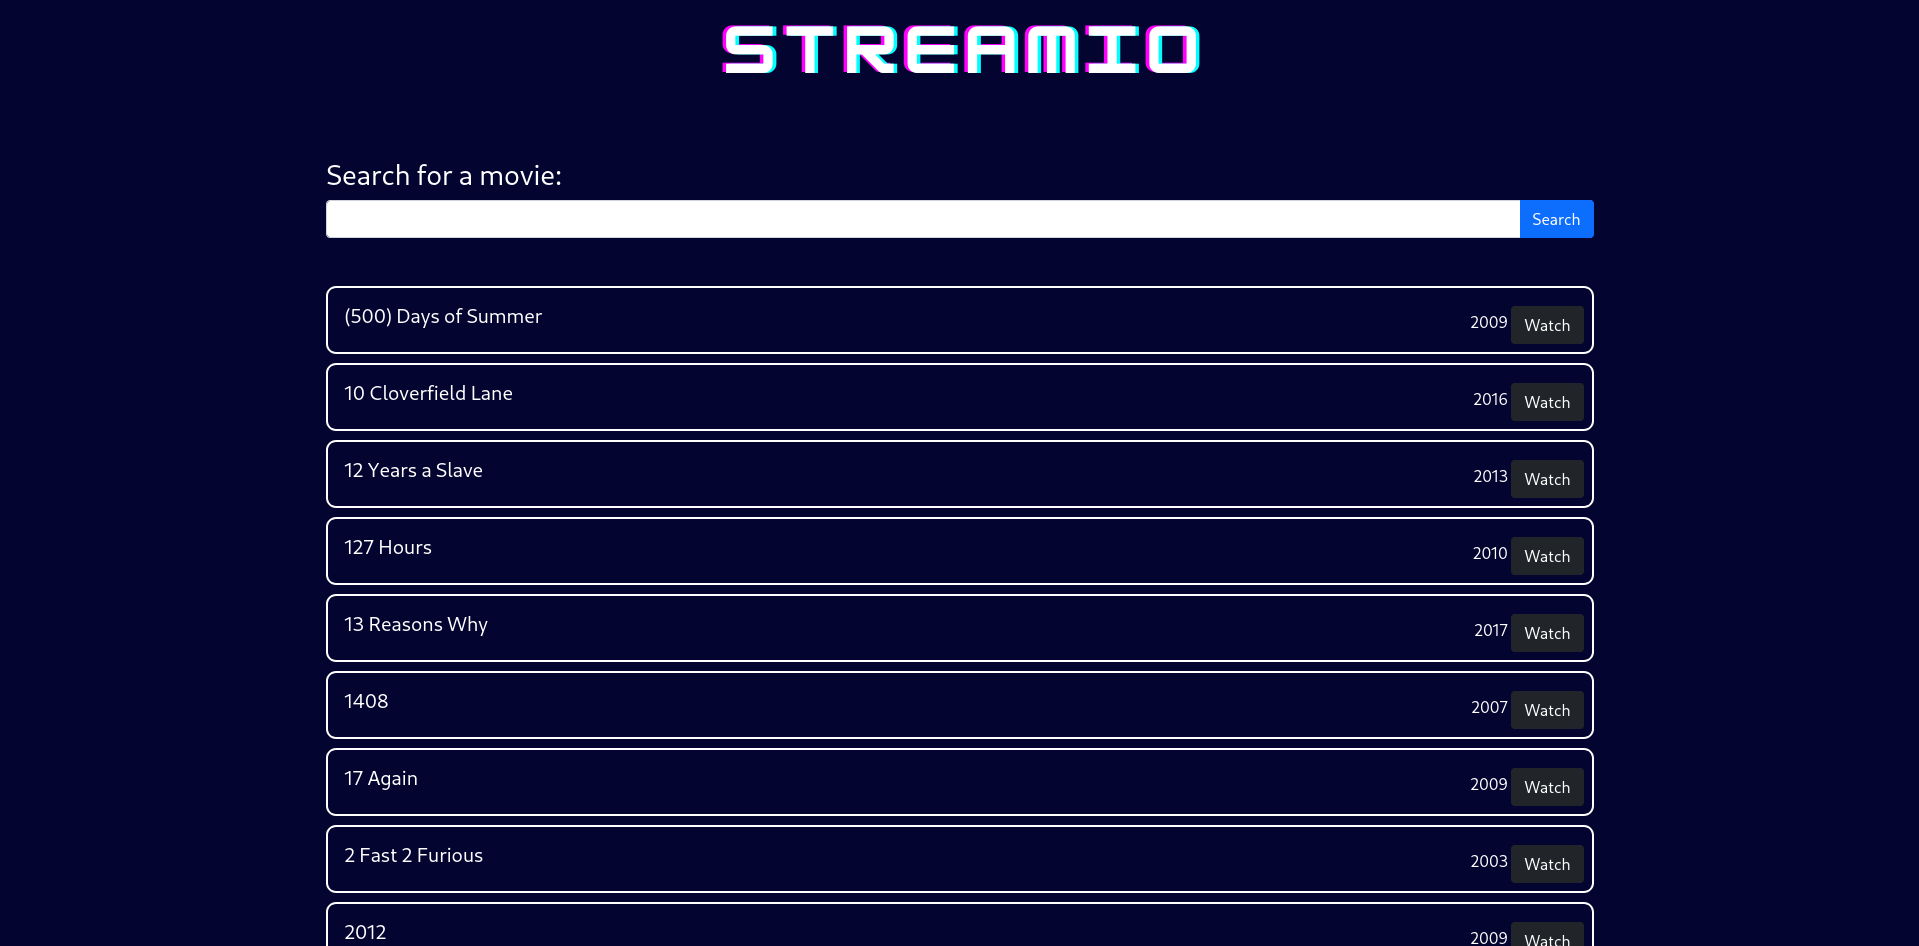 STREAMIO
Search for a movie:
Search
(500) Days of Summer 2009 Watch
10 Cloverfield Lane 2016 Watch
12 Years a Slave 2013 Watch
127 Hours 2010 Watch
13 Reasons Why 2017 Watch
1408 2007 Watch
17 Again 2009 Watch
2 Fast 2 Furious 2003 Watch
2012 2009 Watch